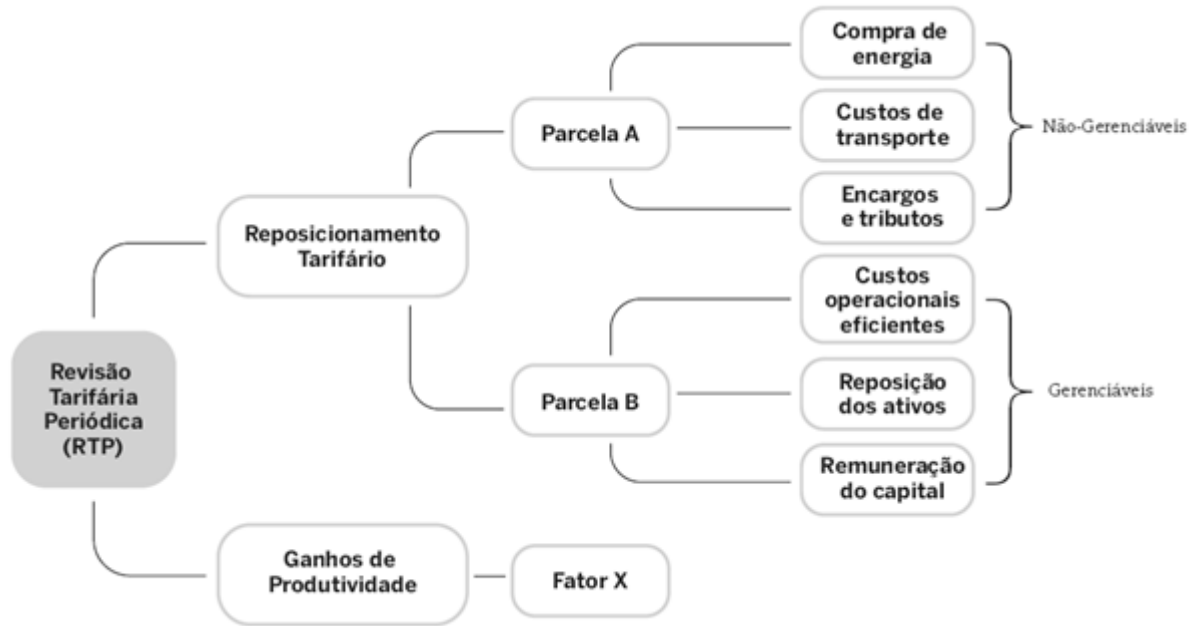 Compra de
energia
Custos de
transporte
Encargos
e tributos
Não-Gerenciáveis
Parcela A
Reposicionamento
Tarifário
Custos
operacionais
eficientes
Reposição
dos ativos
Remuneração
do capital
Gerenciáveis
Parcela B
Revisão
Tarifária
Periódica
(RTP)
Ganhos de
Produtividade
Fator X